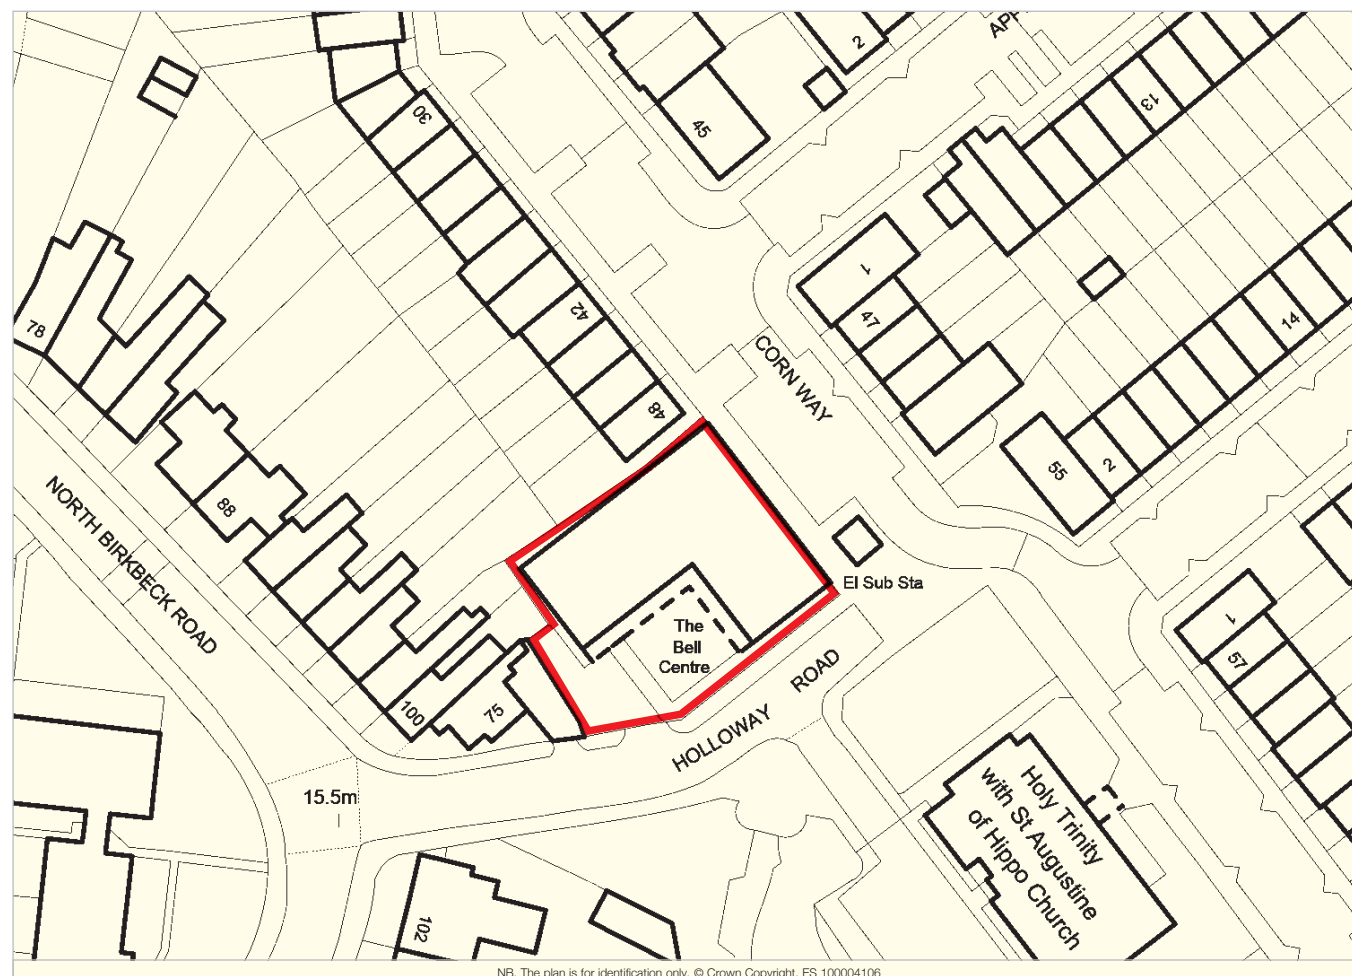 APP
2
45
13
30
1
47
42
CORN WAY
14
48
55
2
78
88
NORTH BIRKBECK ROAD
El Sub Sta
The
Bell
Centre
1
57
100
75
HOLLOWAY ROAD
15.5m
Holy Trinity
with St Augustine
of Hippo Church
102
NB. The plan is for identification only. © Crown Copyright, ES 100004106